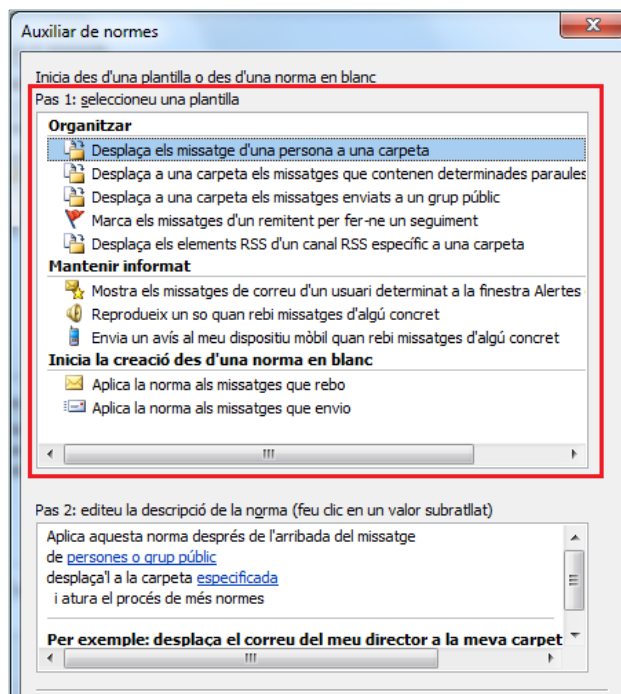 Auxiliar de normes
Inicia des d'una plantilla o des d'una norma en blanc
Pas 1: seleccioneu una plantilla
Organitzar
Desplaça els missatge d'una persona a una carpeta
Desplaça a una carpeta els missatges que contenen determinades paraules
Desplaça a una carpeta els missatges enviats a un grup públic
Marca els missatges d'un remitent per fer-ne un seguiment
Desplaça els elements RSS d'un canal RSS específic a una carpeta
Mantenir informat
Mostra els missatges de correu d'un usuari determinat a la finestra Alertes
Reprodueix un so quan rebi missatges d'algú concret
Envia un avís al meu dispositiu mòbil quan rebi missatges d'algú concret
Inicia la creació des d'una norma en blanc
Aplica la norma als missatges que rebo
Aplica la norma als missatges que envio
Pas 2: editeu la descripció de la norma (feu clic en un valor subratllat)
Aplica aquesta norma després de l'arribada del missatge
de persones o grup públic
desplaça'l a la carpeta especificada
i atura el procés de més normes
Per exemple: desplaça el correu del meu director a la meva carpet